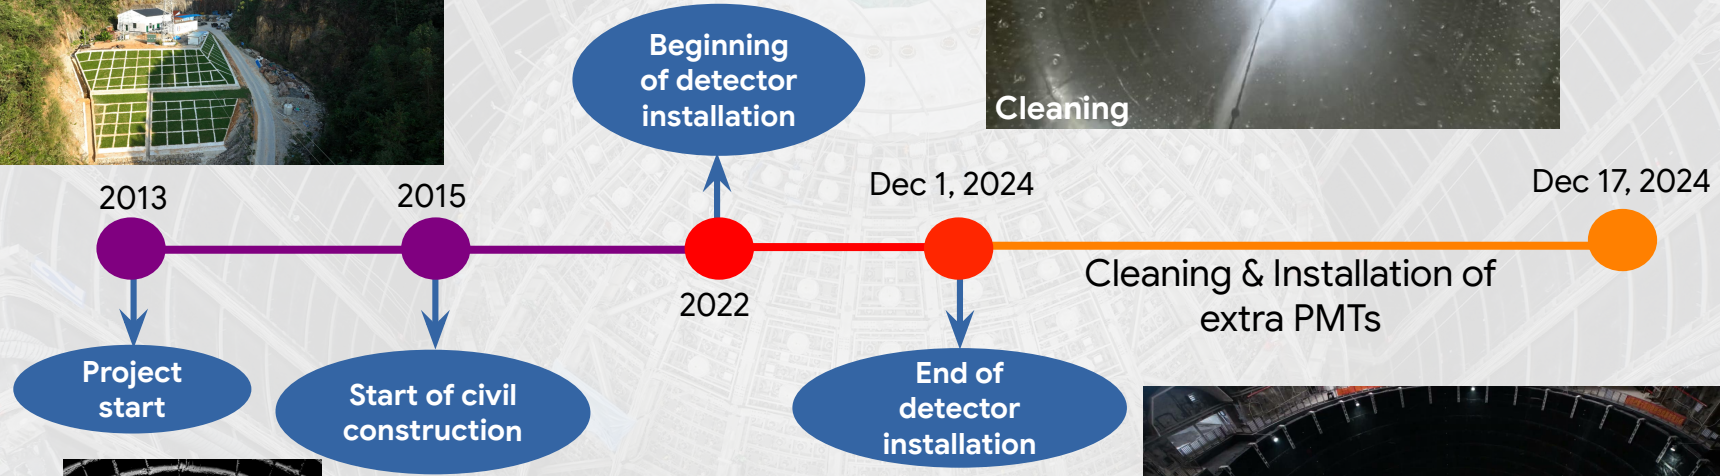 Beginning
of detector
installation
Cleaning
2013
2015
Dec 1, 2024
Dec 17, 2024
2022
Cleaning & Installation of
extra PMTs
Project
start
Start of civil
construction
End of
detector
installation